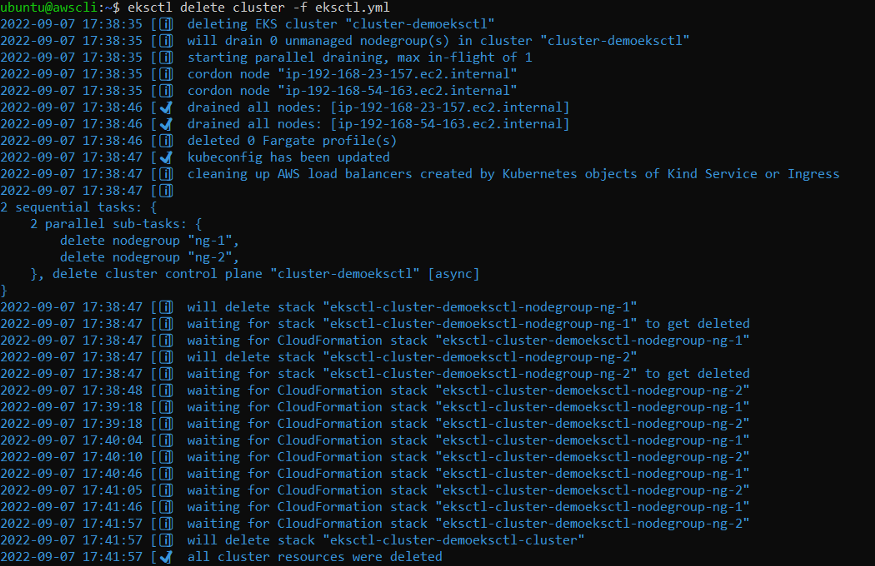 ubuntu@awscli:~$ eksctl delete cluster -f eksctl.yml
2022-09-07 17:38:35 [ℹ]  deleting EKS cluster "cluster-demoeksctl"
2022-09-07 17:38:35 [ℹ]  will drain 0 unmanaged nodegroup(s) in cluster "cluster-demoeksctl"
2022-09-07 17:38:35 [ℹ]  starting parallel draining, max in-flight of 1
2022-09-07 17:38:35 [ℹ]  cordon node "ip-192-168-23-157.ec2.internal"
2022-09-07 17:38:35 [ℹ]  cordon node "ip-192-168-54-163.ec2.internal"
2022-09-07 17:38:46 [✔]  drained all nodes: [ip-192-168-23-157.ec2.internal]
2022-09-07 17:38:46 [✔]  drained all nodes: [ip-192-168-54-163.ec2.internal]
2022-09-07 17:38:46 [ℹ]  deleted 0 Fargate profile(s)
2022-09-07 17:38:47 [✔]  kubeconfig has been updated
2022-09-07 17:38:47 [ℹ]  cleaning up AWS load balancers created by Kubernetes objects of Kind Service or Ingress
2022-09-07 17:38:47 [ℹ]
2 sequential tasks: {
    2 parallel sub-tasks: {
        delete nodegroup "ng-1",
        delete nodegroup "ng-2",
    }, delete cluster control plane "cluster-demoeksctl" [async]
}
2022-09-07 17:38:47 [ℹ]  will delete stack "eksctl-cluster-demoeksctl-nodegroup-ng-1"
2022-09-07 17:38:47 [ℹ]  waiting for stack "eksctl-cluster-demoeksctl-nodegroup-ng-1" to get deleted
2022-09-07 17:38:47 [ℹ]  waiting for CloudFormation stack "eksctl-cluster-demoeksctl-nodegroup-ng-1"
2022-09-07 17:38:47 [ℹ]  will delete stack "eksctl-cluster-demoeksctl-nodegroup-ng-2"
2022-09-07 17:38:47 [ℹ]  waiting for stack "eksctl-cluster-demoeksctl-nodegroup-ng-2" to get deleted
2022-09-07 17:38:48 [ℹ]  waiting for CloudFormation stack "eksctl-cluster-demoeksctl-nodegroup-ng-2"
2022-09-07 17:39:18 [ℹ]  waiting for CloudFormation stack "eksctl-cluster-demoeksctl-nodegroup-ng-1"
2022-09-07 17:39:18 [ℹ]  waiting for CloudFormation stack "eksctl-cluster-demoeksctl-nodegroup-ng-2"
2022-09-07 17:40:04 [ℹ]  waiting for CloudFormation stack "eksctl-cluster-demoeksctl-nodegroup-ng-1"
2022-09-07 17:40:10 [ℹ]  waiting for CloudFormation stack "eksctl-cluster-demoeksctl-nodegroup-ng-2"
2022-09-07 17:40:46 [ℹ]  waiting for CloudFormation stack "eksctl-cluster-demoeksctl-nodegroup-ng-1"
2022-09-07 17:41:05 [ℹ]  waiting for CloudFormation stack "eksctl-cluster-demoeksctl-nodegroup-ng-2"
2022-09-07 17:41:46 [ℹ]  waiting for CloudFormation stack "eksctl-cluster-demoeksctl-nodegroup-ng-1"
2022-09-07 17:41:57 [ℹ]  waiting for CloudFormation stack "eksctl-cluster-demoeksctl-nodegroup-ng-2"
2022-09-07 17:41:57 [ℹ]  will delete stack "eksctl-cluster-demoeksctl-cluster"
2022-09-07 17:41:57 [✔]  all cluster resources were deleted